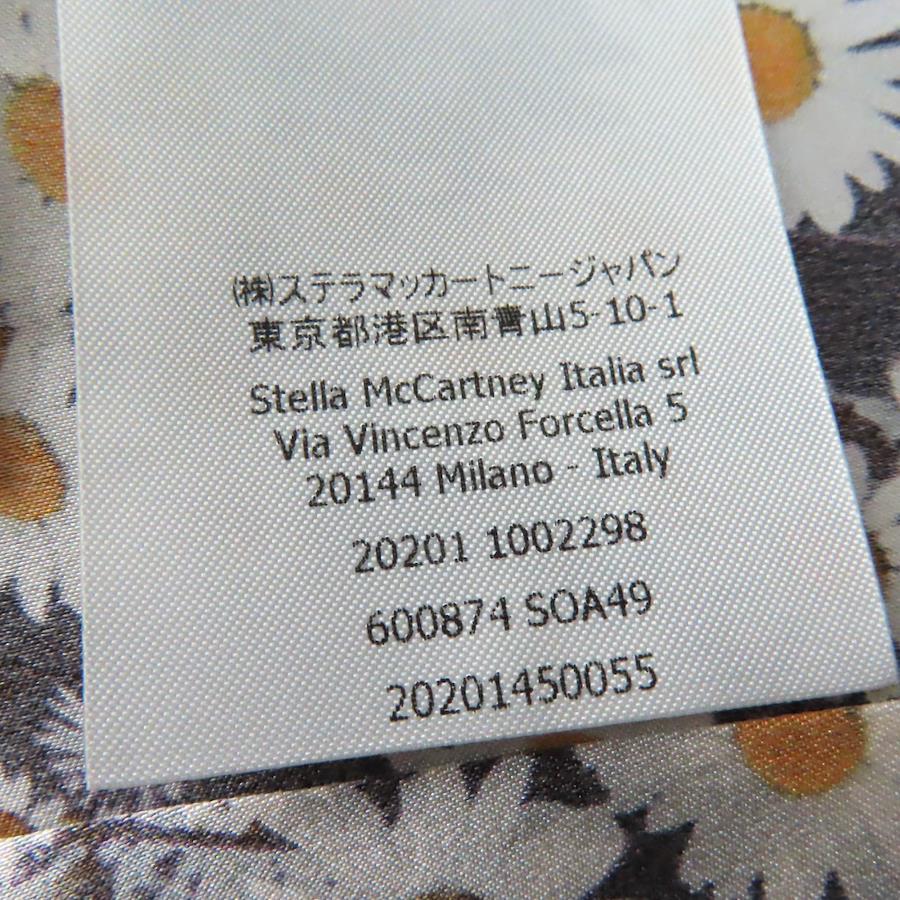 ㈱ステラマッカートニージャパン
東京都港区南青山5-10-1
Stella McCartney Italia srl
Via Vincenzo Forcella 5
20144 Milano - Italy
20201 1002298
600874 SOA49
20201450055